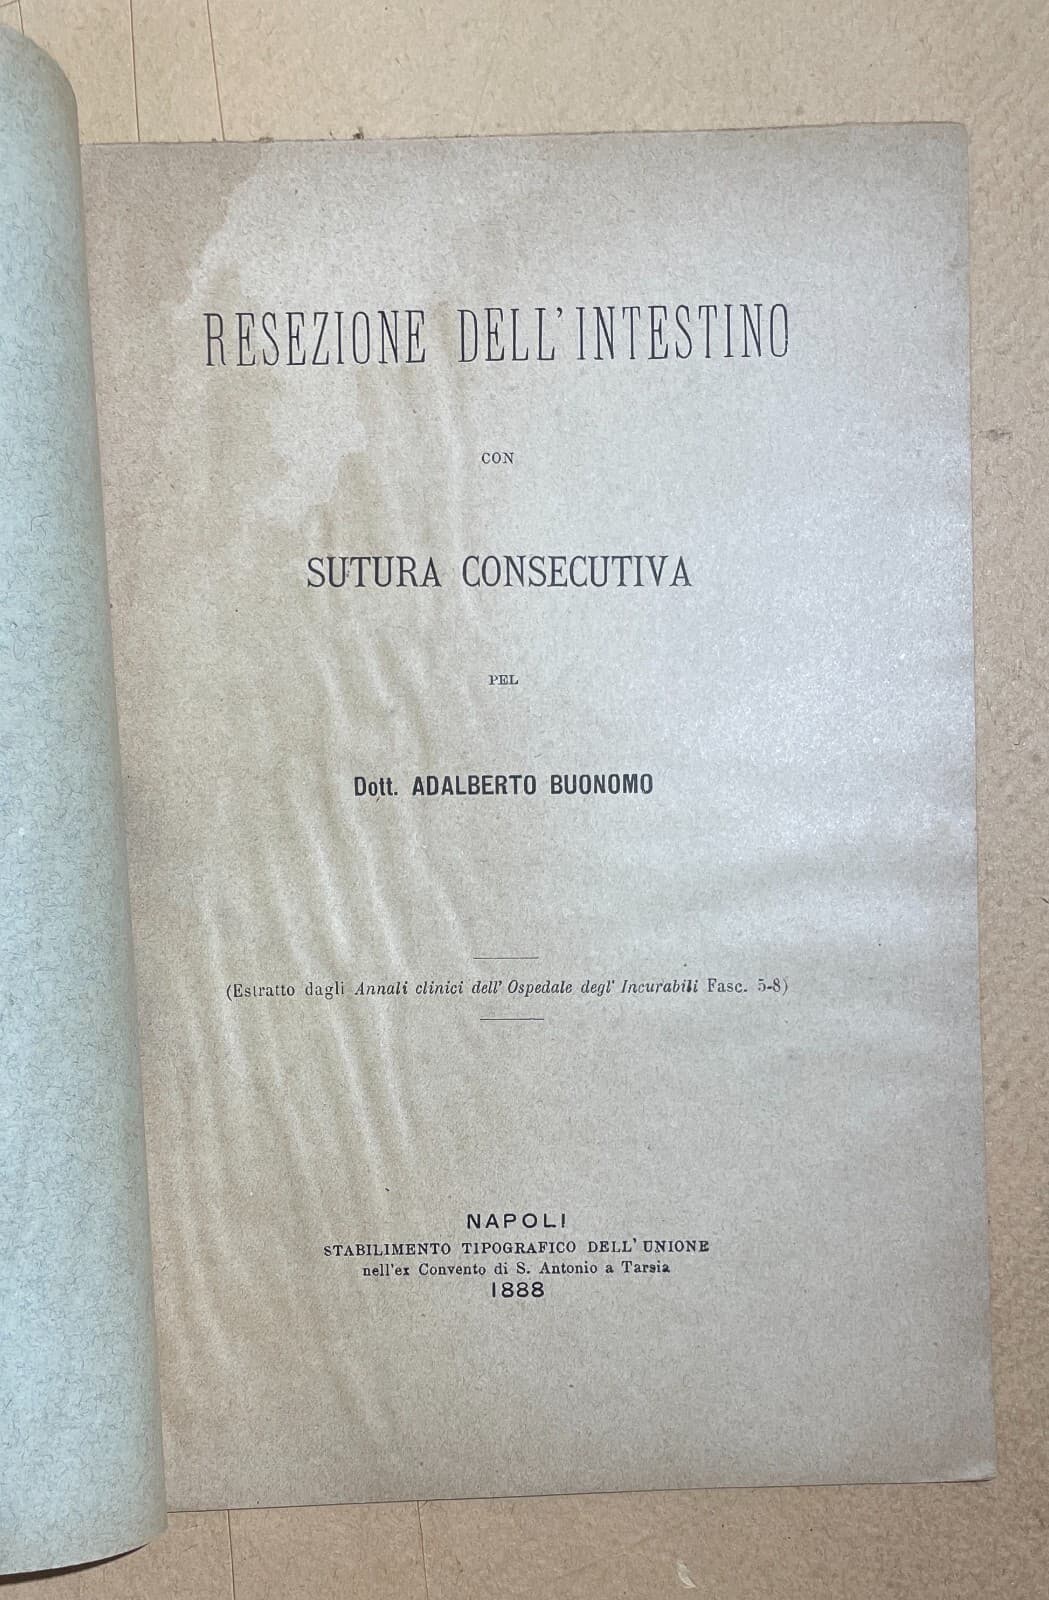 RESEZIONE DELL'INTESTINO
CON
SUTURA CONSECUTIVA
PEL
Dott. ADALBERTO BUONOMO
(Estratto dagli Annali clinici dell' Ospedale degl' Incurabili Fasc. 5-8)
NAPOLI
STABILIMENTO TIPOGRAFICO DELL' UNIONE
nell'ex Convento di S. Antonio a Tarsia
1888